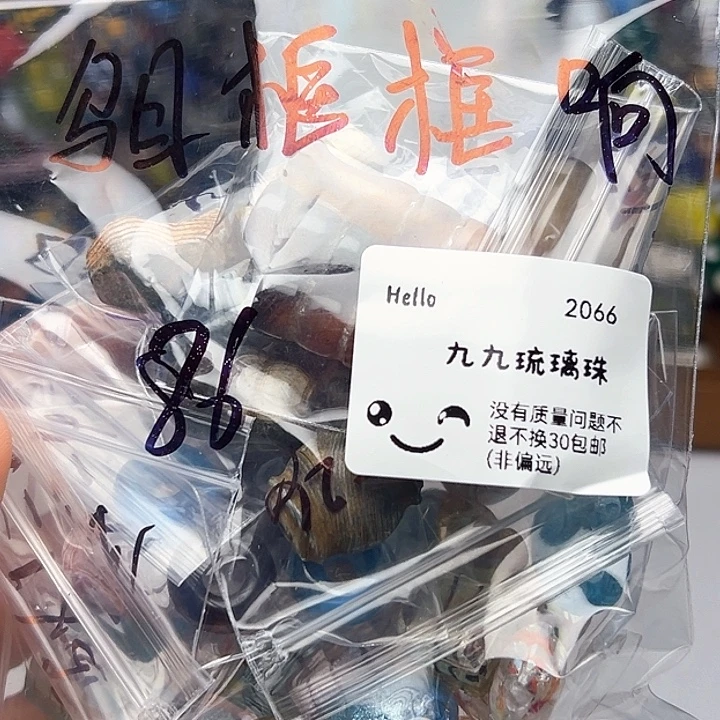 框框响
Hello
2066
九九琉璃珠
没有质量问题不
退不换30包邮
(非偏远)
86